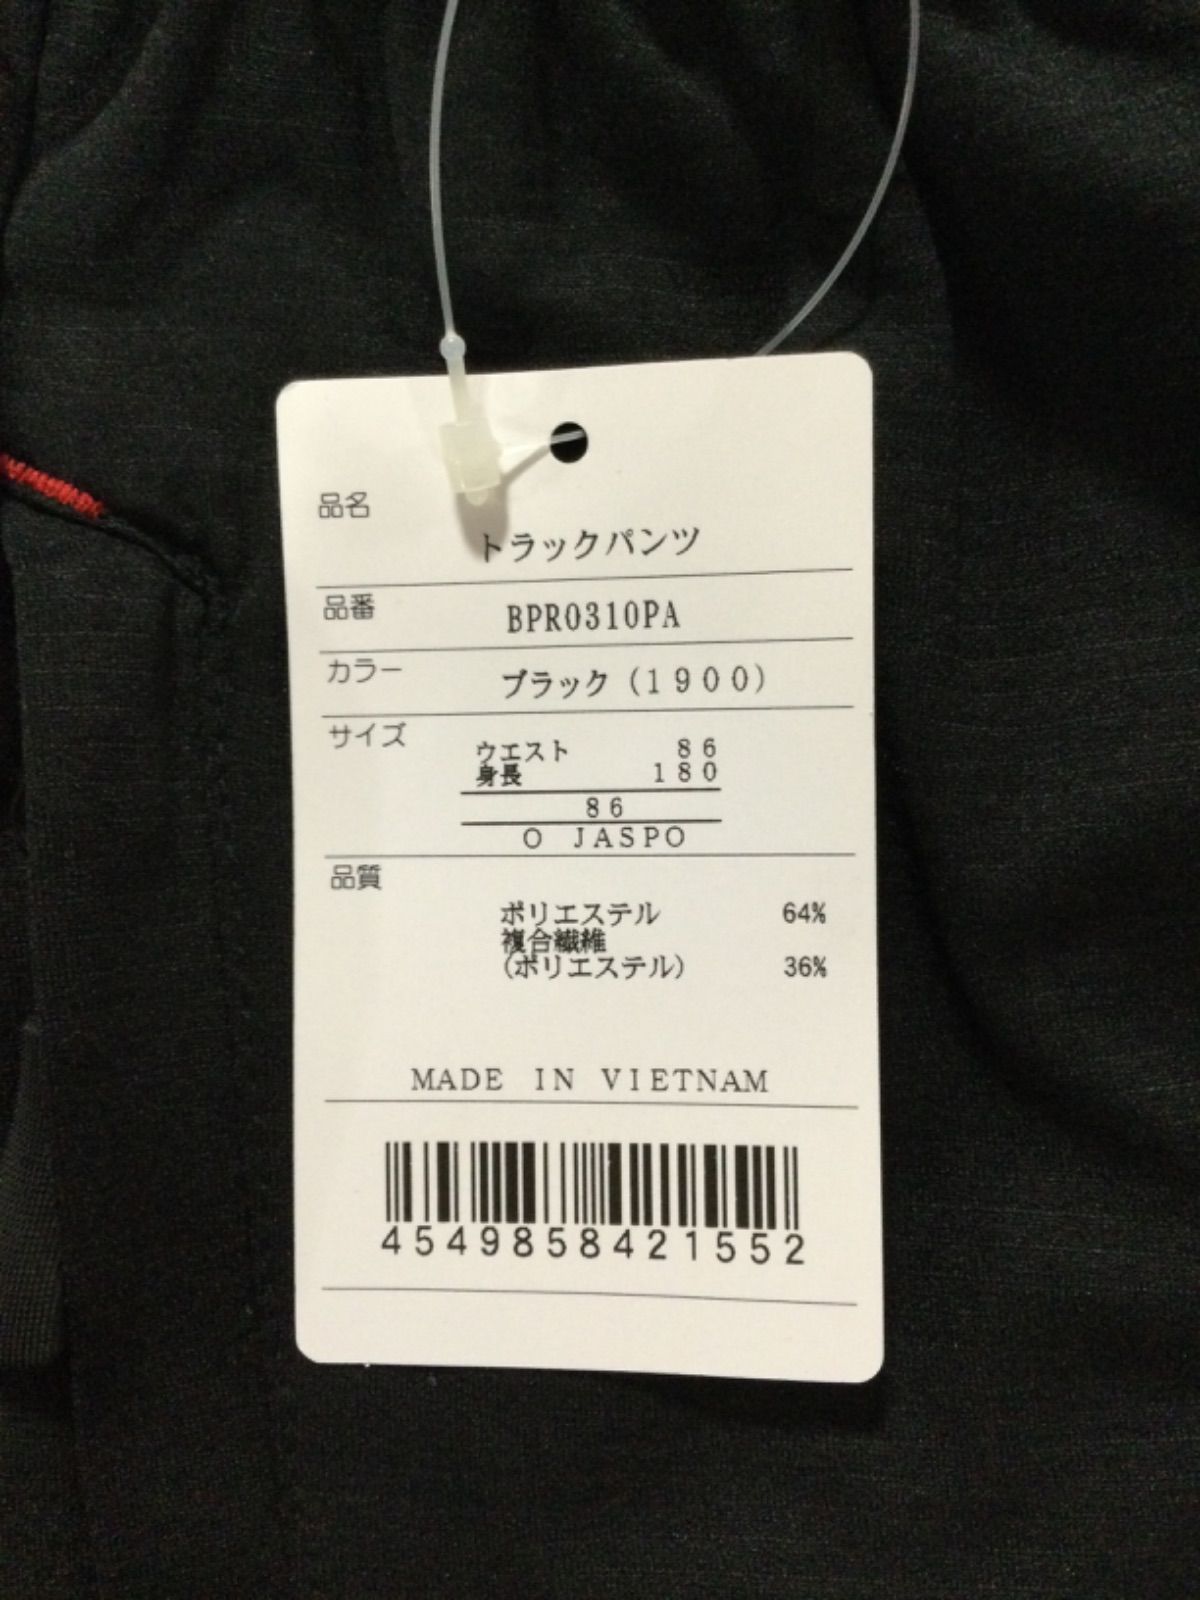 品名
トラックパンツ
品番 BPR0310PA
カラー ブラック(1900)
サイズ
ウエスト 86
身長 180
86
O JASPO
品質
ポリエステル 64%
複合繊維
(ポリエステル) 36%
MADE IN VIETNAM
4549858421552